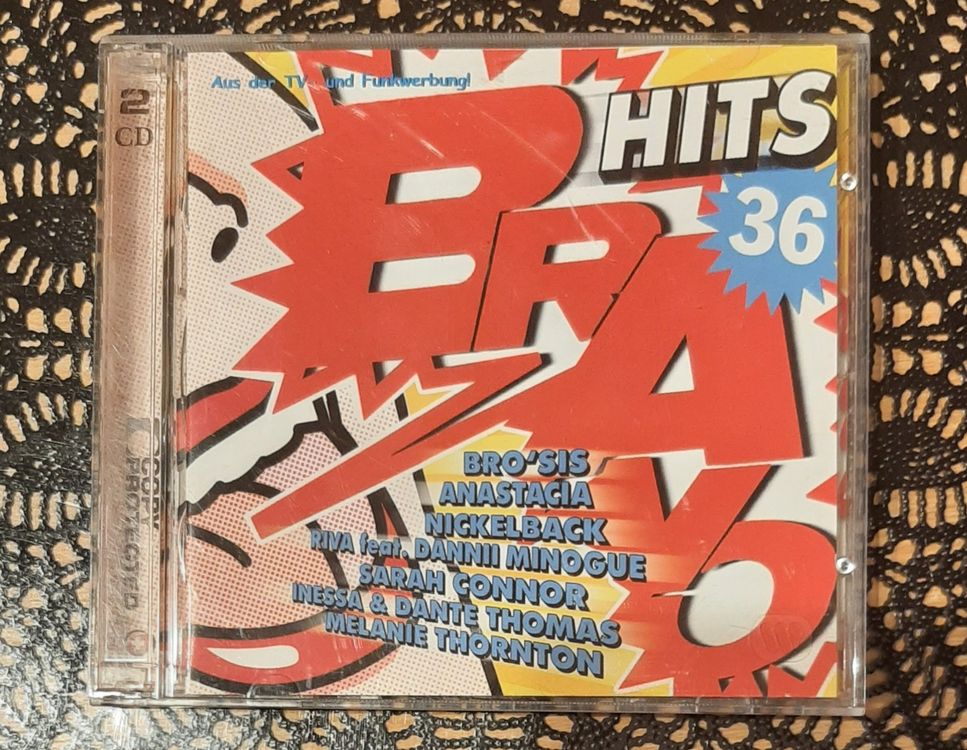 Aus der TV- und Funkwerbung!
BRAVO
HITS
36
2
CD
COPY
PROTECTED
BRO'SIS
ANASTACIA
NICKELBACK
RIVA feat. DANNII MINOGUE
SARAH CONNOR
INESSA & DANTE THOMAS
MELANIE THORNTON